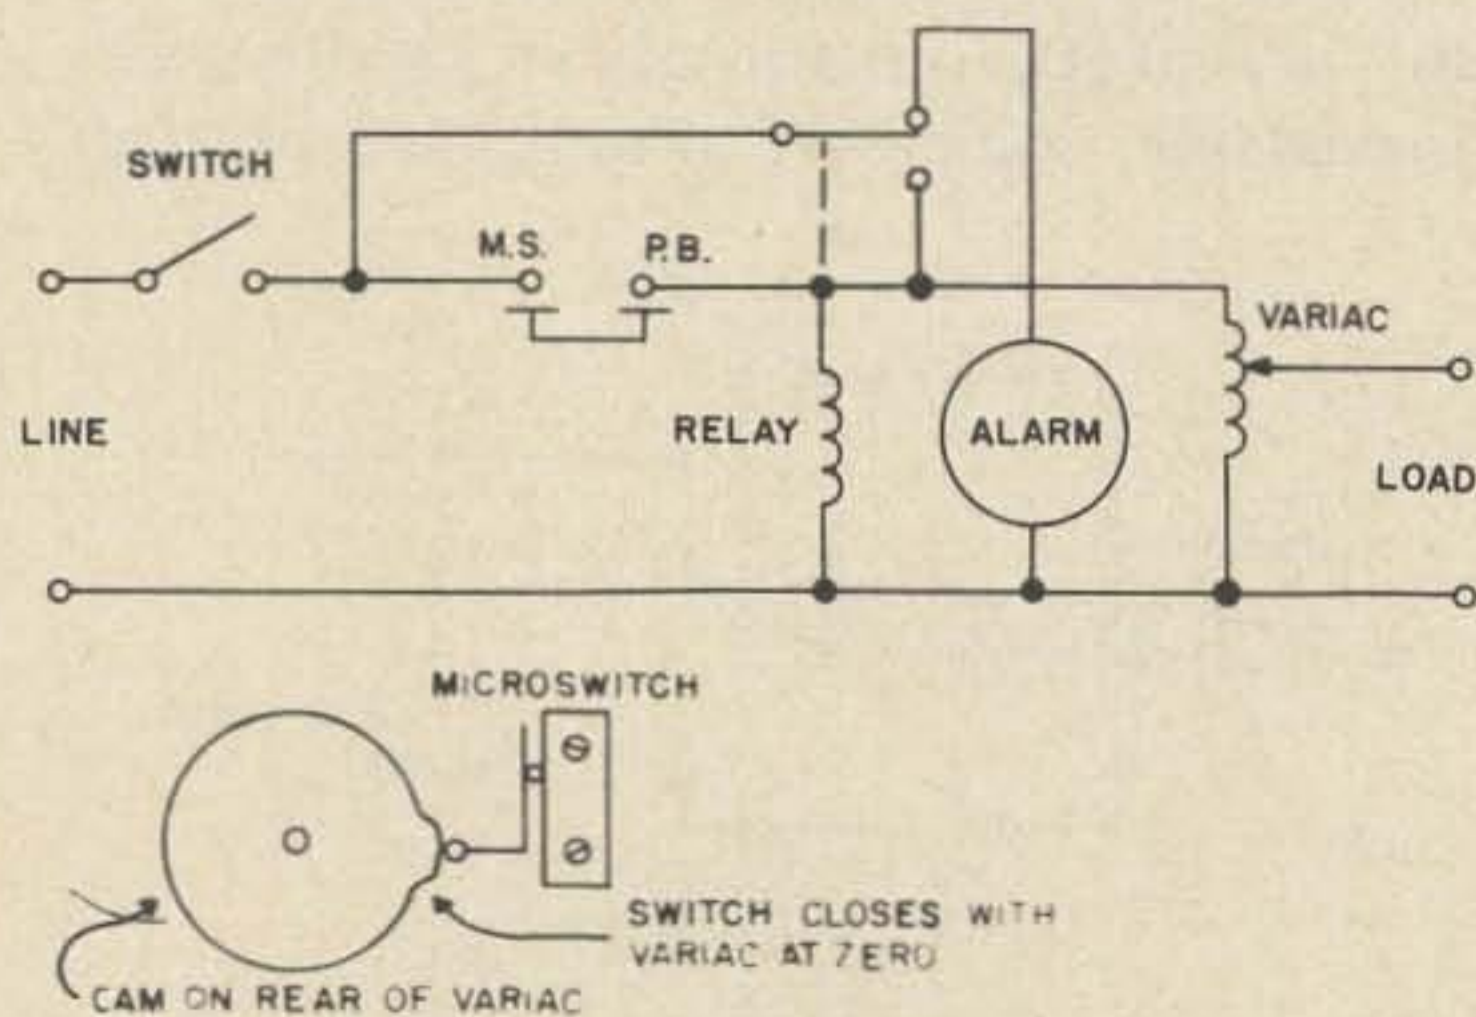 SWITCH
M.S.
P.B.
VARIAC
LINE
RELAY
ALARM
LOAD
MICROSWITCH
SWITCH CLOSES WITH
VARIAC AT ZERO
CAM ON REAR OF VARIAC